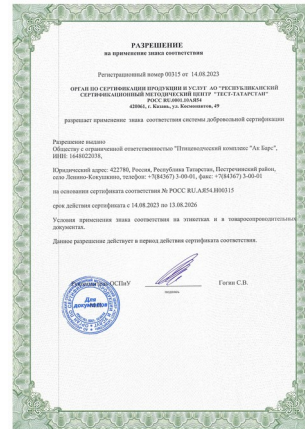 РАЗРЕШЕНИЕ
на применение знака соответствия
Регистрационный номер 00315 от 14.08.2023
ОРГАН ПО СЕРТИФИКАЦИИ ПРОДУКЦИИ И УСЛУГ АО "РЕСПУБЛИКАНСКИЙ
СЕРТИФИКАЦИОННЫЙ МЕТОДИЧЕСКИЙ ЦЕНТР "ТЕСТ-ТАТАРСТАН"
РОСС RU.0001.10АЯ54
420061, г. Казань, ул. Космонавтов, 49
разрешает применение знака соответствия системы добровольной сертификации
Разрешение выдано
Общество с ограниченной ответственностью "Птицеводческий комплекс "Ак Барс",
ИНН: 1648022038,
Юридический адрес: 422780, Россия, Республика Татарстан, Пестречинский район,
село Ленино-Кокушкино, телефон: +7(84367) 3-00-01, факс: +7(84367) 3-00-01
на основании сертификата соответствия № РОСС RU.АЯ54.Н00315
срок действия сертификата с 14.08.2023 по 13.08.2026
Условия применения знака соответствия на этикетках и в товаросопроводительных
документах.
Данное разрешение действует в период действия сертификата соответствия.
ОСПиУ Гогин С.В.
подпись
Для
документов